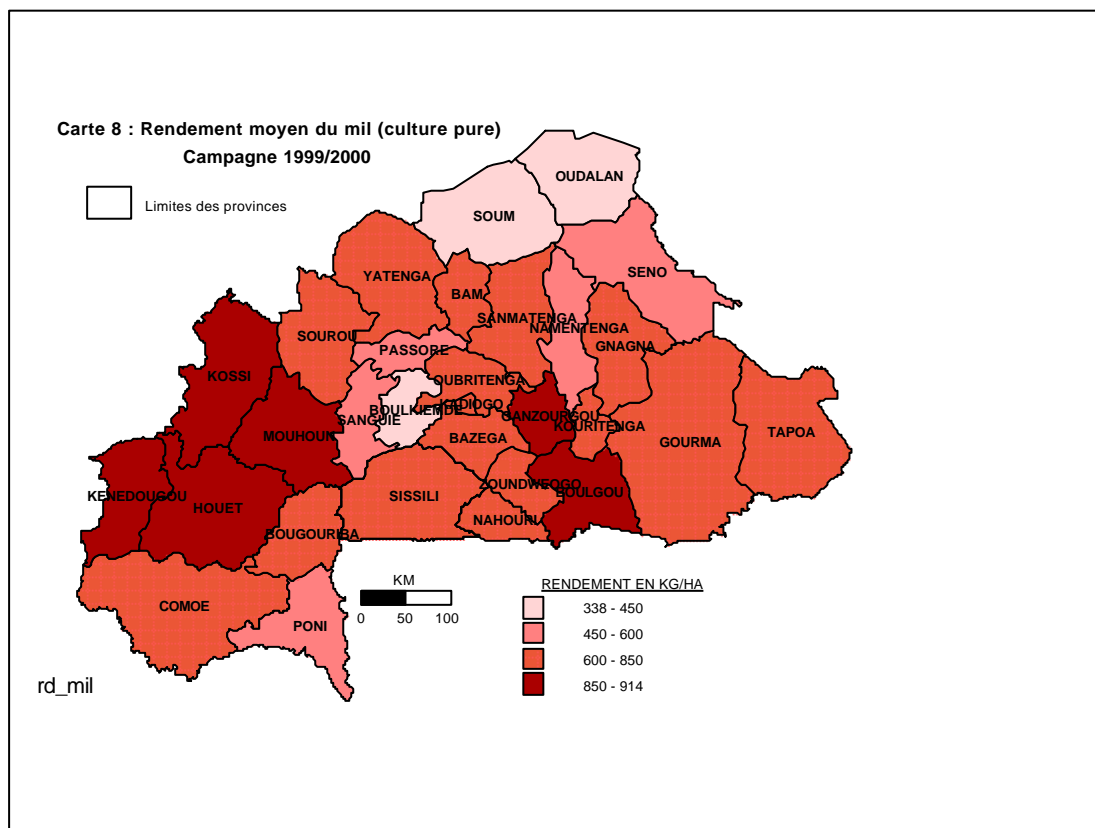 Carte 8 : Rendement moyen du mil (culture pure)
Campagne 1999/2000
Limites des provinces
OUDALAN
SOUM
SENO
YATENGA
BAM
SANMATENGA
NAMENTENGA
GNAGNA
SOUROU
PASSORE
KOSSI
OUBRITENGA
BOULKIEMDE
KADIOGO
GANZOURGOU
SANGUIE
KOURITENGA
MOUHOUN
BAZEGA
GOURMA
TAPOA
ZOUNDWEOGO
BOULGOU
KENEDOUGOU
HOUET
SISSILI
NAHOURI
BOUGOURIBA
COMOE
PONI
KM
0 50 100
RENDEMENT EN KG/HA
338 - 450
450 - 600
600 - 850
850 - 914
rd_mil